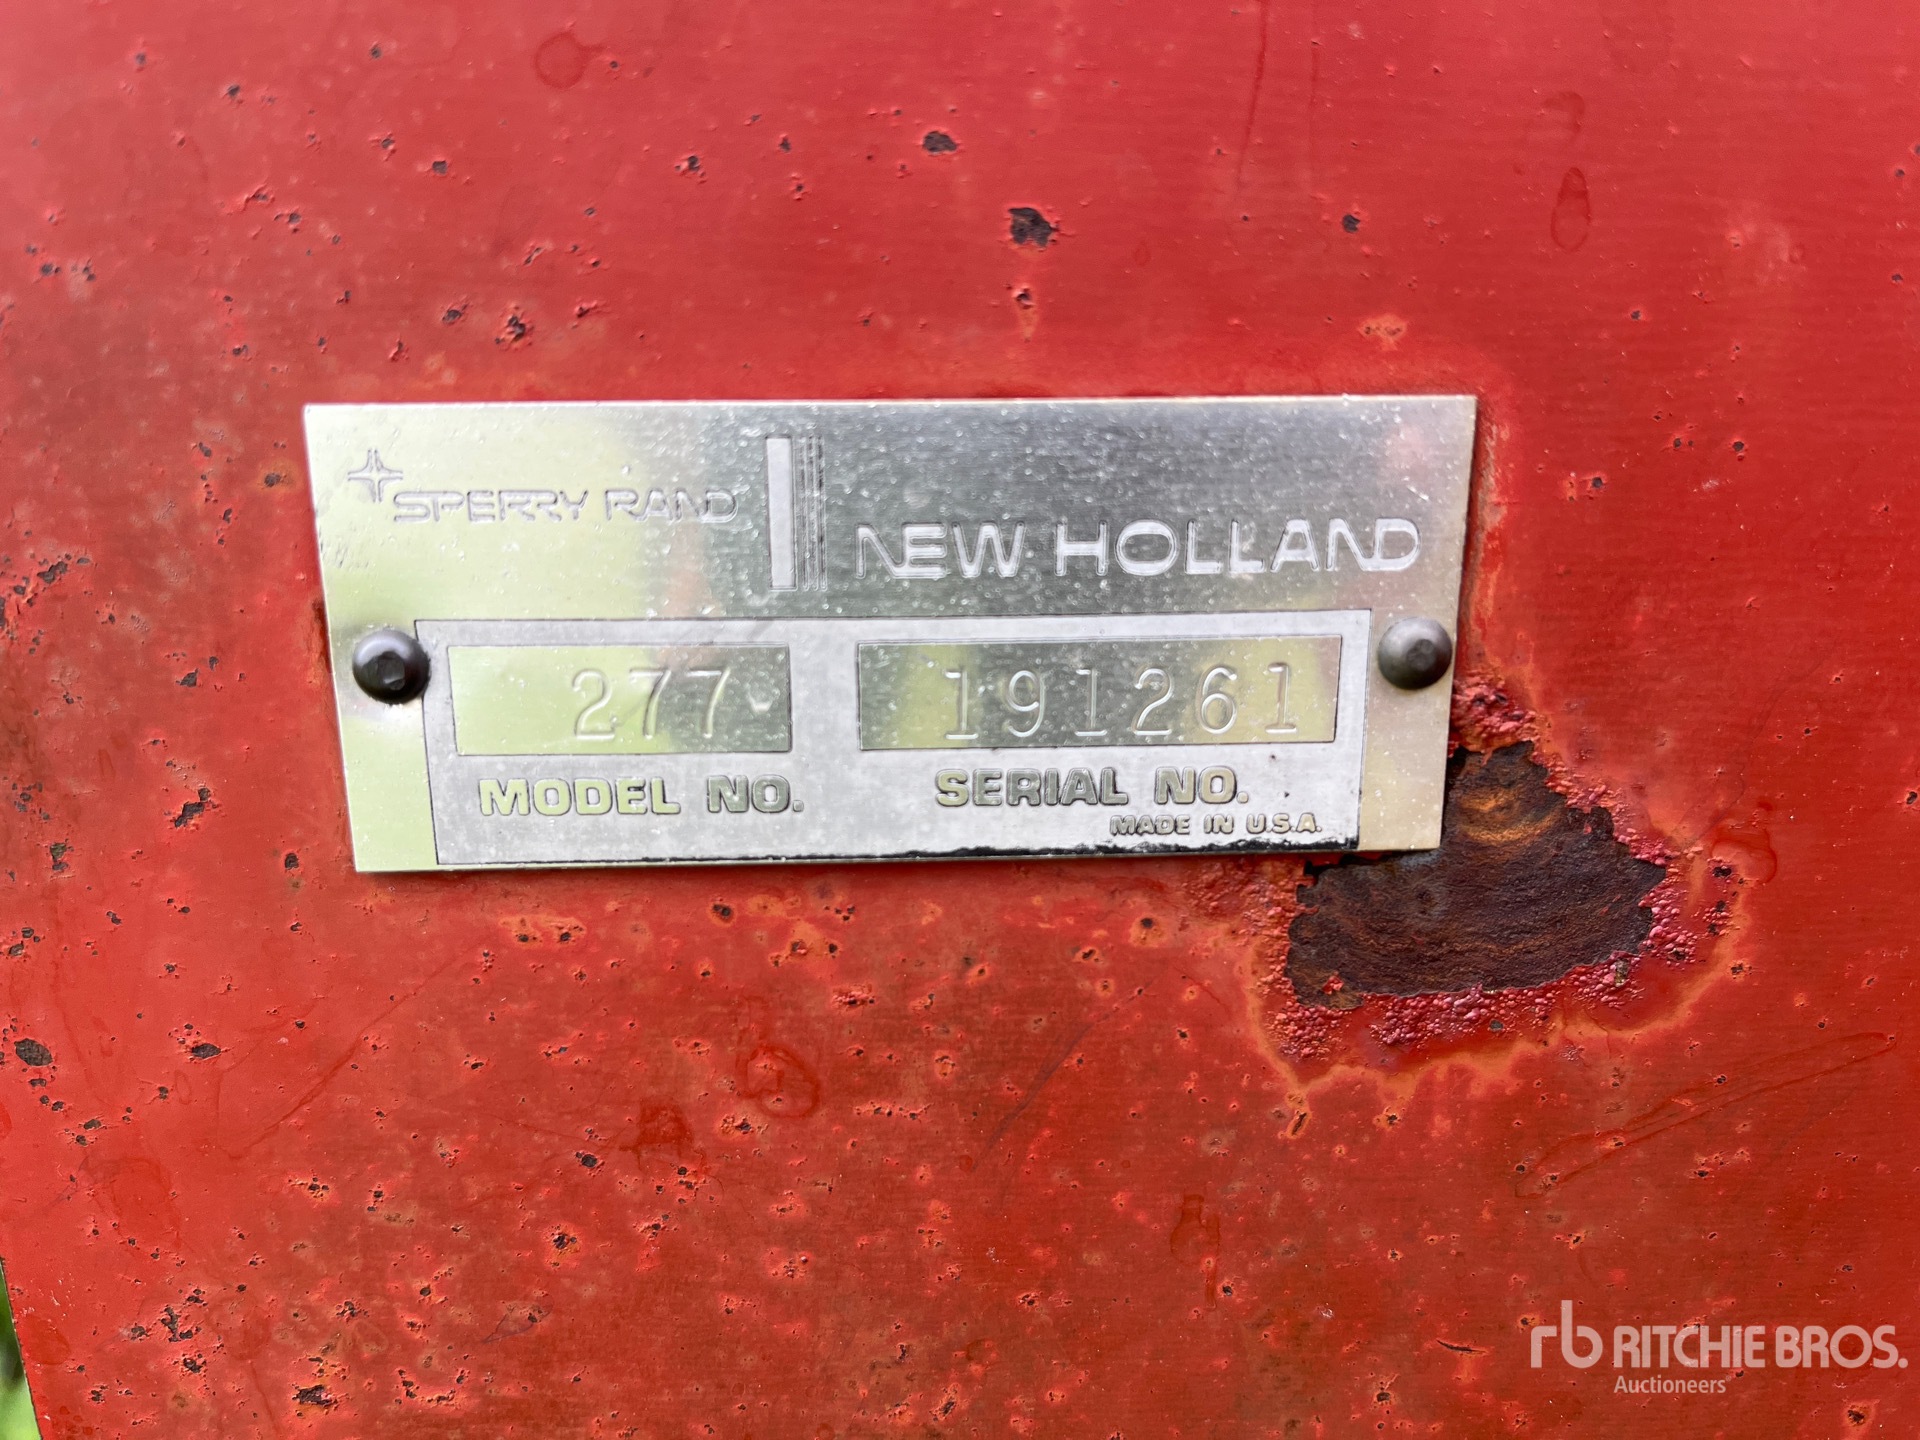 SPERRY RAND
NEW HOLLAND
277
191261
MODEL NO.
SERIAL NO.
MADE IN U.S.A.
rb RITCHIE BROS.
Auctioneers